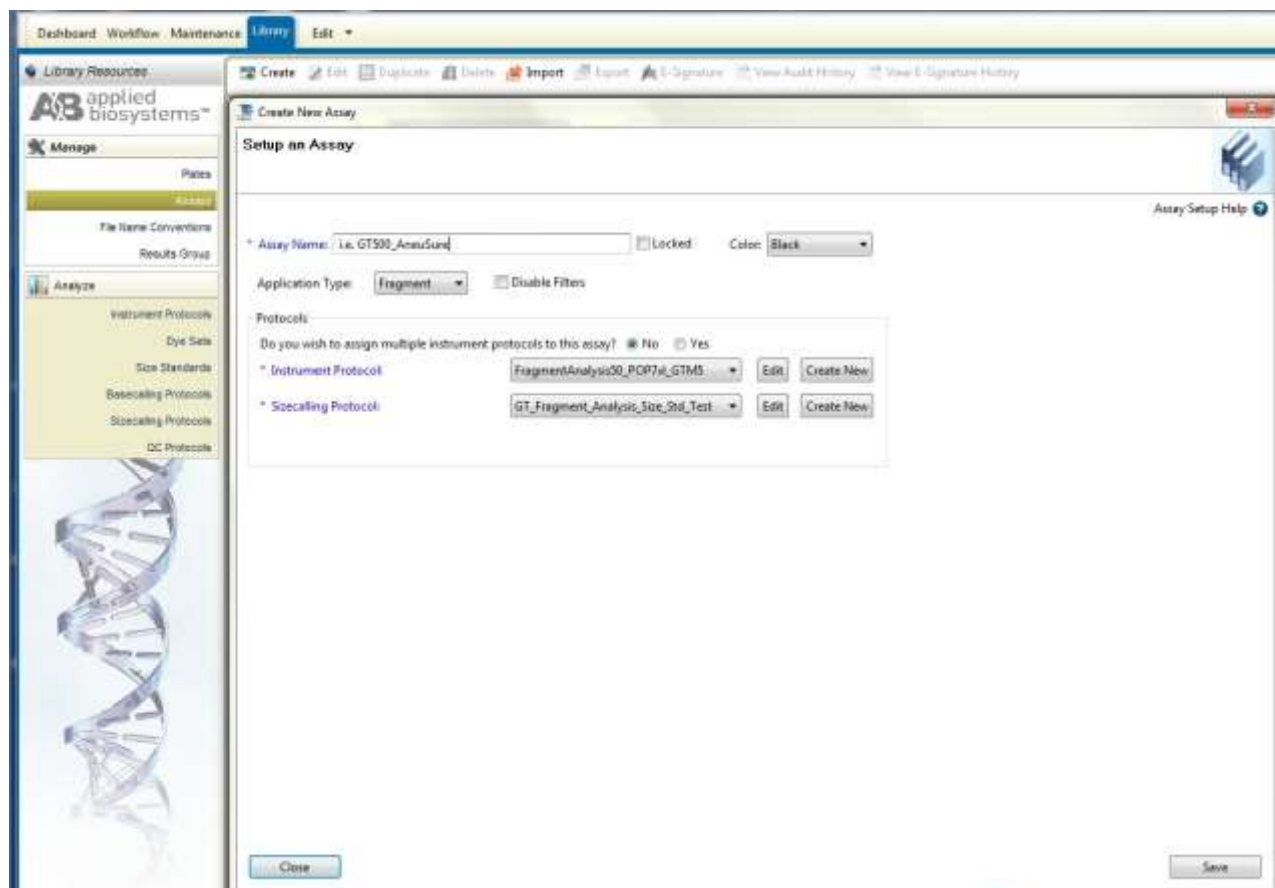 Dashboard Workflow Maintenance Library Edit
Library Resources
Create Edit Duplicate Delete Import Export E-Signature View Audit History View E-Signature History
AB applied biosystems™
Create New Assay
Manage
Setup an Assay
Plates
Assays
Assay Setup Help
File Name Conventions
* Assay Name: i.e. GT500_AneuSure Locked Color: Black
Results Group
Application Type: Fragment Disable Filters
Analyze
Instrument Protocols
Dye Sets
Size Standards
Basecalling Protocols
Sizecalling Protocols
QC Protocols
Protocols
Do you wish to assign multiple instrument protocols to this assay? No Yes
* Instrument Protocol: FragmentAnalysis50_POP7xl_GTM5 Edit Create New
* Sizecalling Protocol: GT_Fragment_Analysis_Size_Std_Test Edit Create New
Close Save